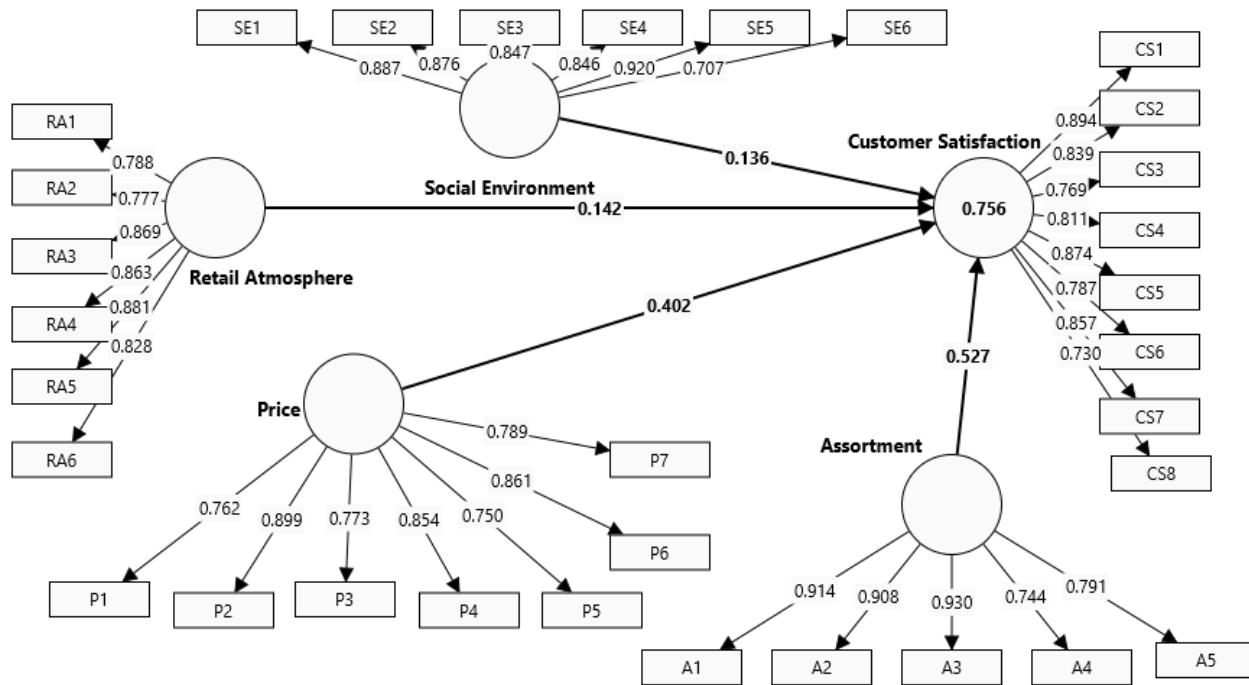 SE1
SE2
SE3
SE4
SE5
SE6
0.887
0.876
0.847
0.846
0.920
0.707
CS1
CS2
CS3
CS4
CS5
CS6
CS7
CS8
0.894
0.839
0.769
0.811
0.874
0.787
0.857
0.730
Customer Satisfaction
0.756
RA1
RA2
RA3
RA4
RA5
RA6
0.788
0.777
0.869
0.863
0.881
0.828
Retail Atmosphere
Social Environment
0.136
0.142
0.402
0.527
Price
0.762
0.899
0.773
0.854
0.750
0.861
0.789
P1
P2
P3
P4
P5
P6
P7
Assortment
0.914
0.908
0.930
0.744
0.791
A1
A2
A3
A4
A5